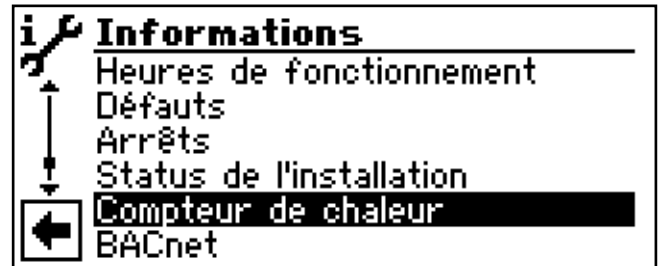 Informations
Heures de fonctionnement
Défauts
Arrêts
Status de l'installation
Compteur de chaleur
BACnet